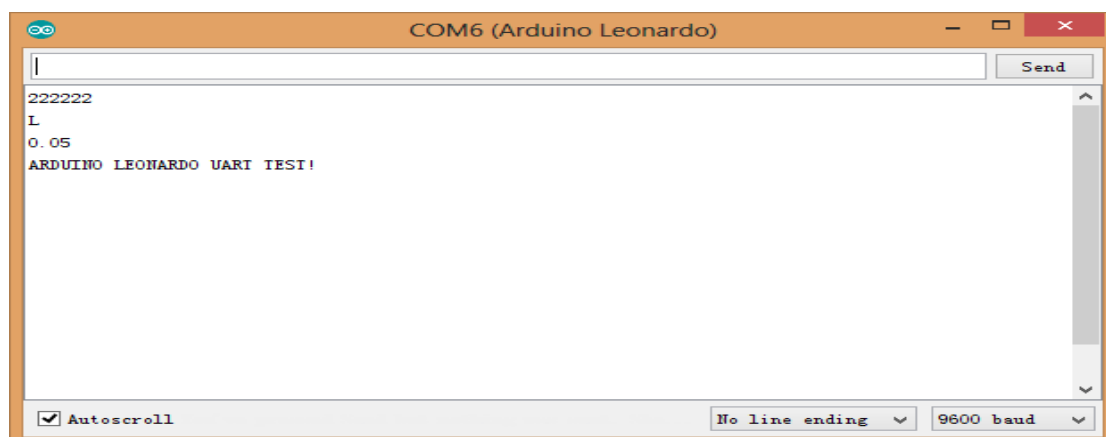 COM6 (Arduino Leonardo)
Send
222222
L
0.05
ARDUINO LEONARDO UART TEST!
Autoscroll
No line ending
9600 baud